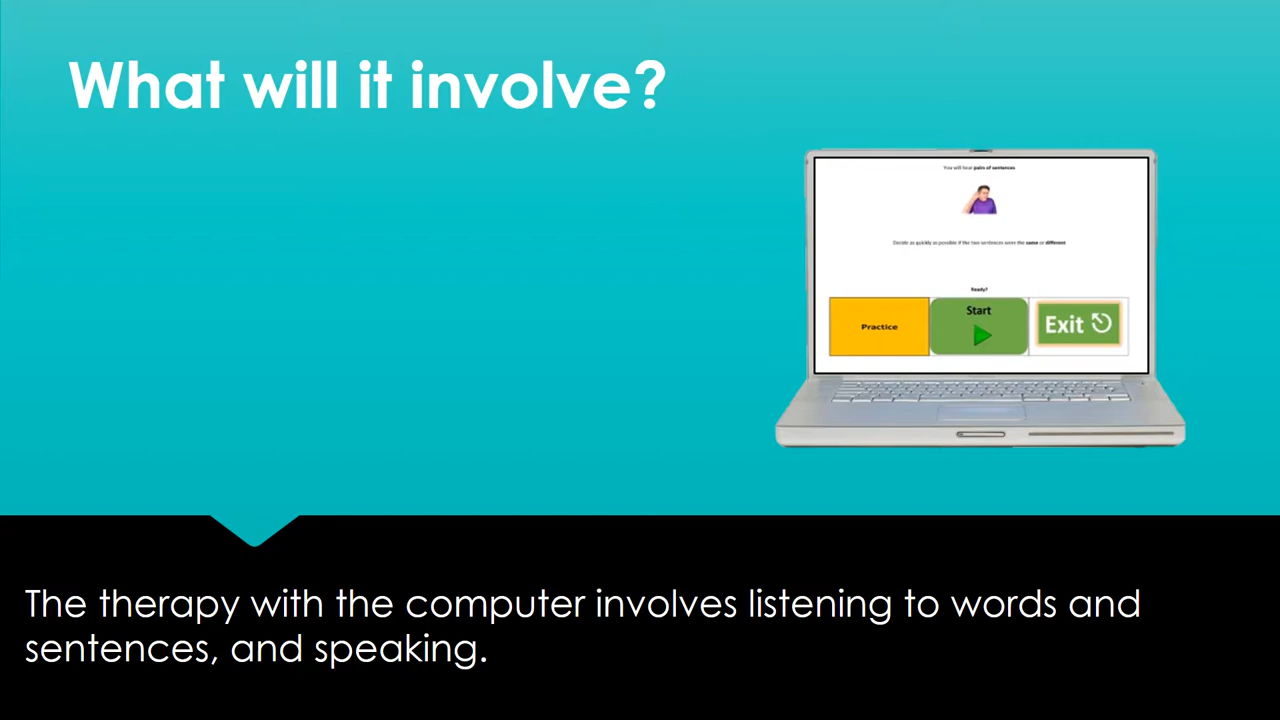 What will it involve?
You will hear pairs of sentences
Decide as quickly as possible if the two sentences were the same or different
Ready?
Practice
Start
Exit
The therapy with the computer involves listening to words and
sentences, and speaking.